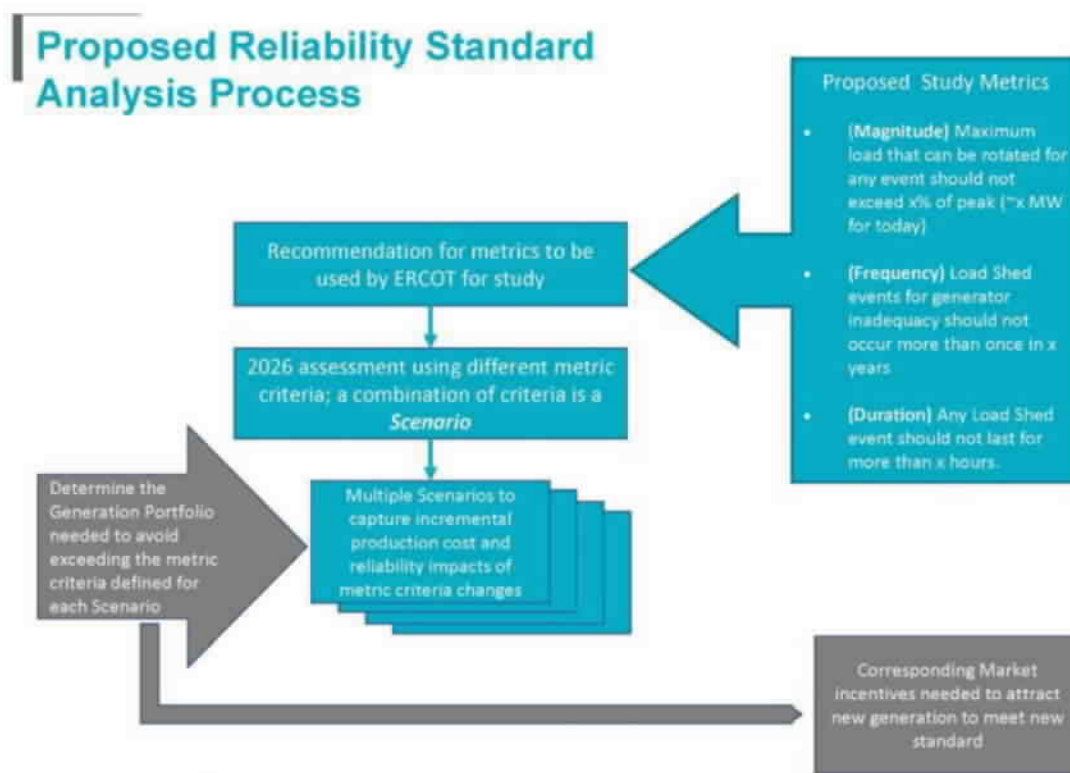 Proposed Reliability Standard
Analysis Process
Proposed Study Metrics
• (Magnitude) Maximum
load that can be rotated for
any event should not
exceed x% of peak (~x MW
for today)
• (Frequency) Load Shed
events for generator
inadequacy should not
occur more than once in x
years
• (Duration) Any Load Shed
event should not last for
more than x hours.
Recommendation for metrics to be
used by ERCOT for study
2026 assessment using different metric
criteria; a combination of criteria is a
Scenario
Determine the
Generation Portfolio
needed to avoid
exceeding the metric
criteria defined for
each Scenario
Multiple Scenarios to
capture incremental
production cost and
reliability impacts of
metric criteria changes
Corresponding Market
incentives needed to attract
new generation to meet new
standard